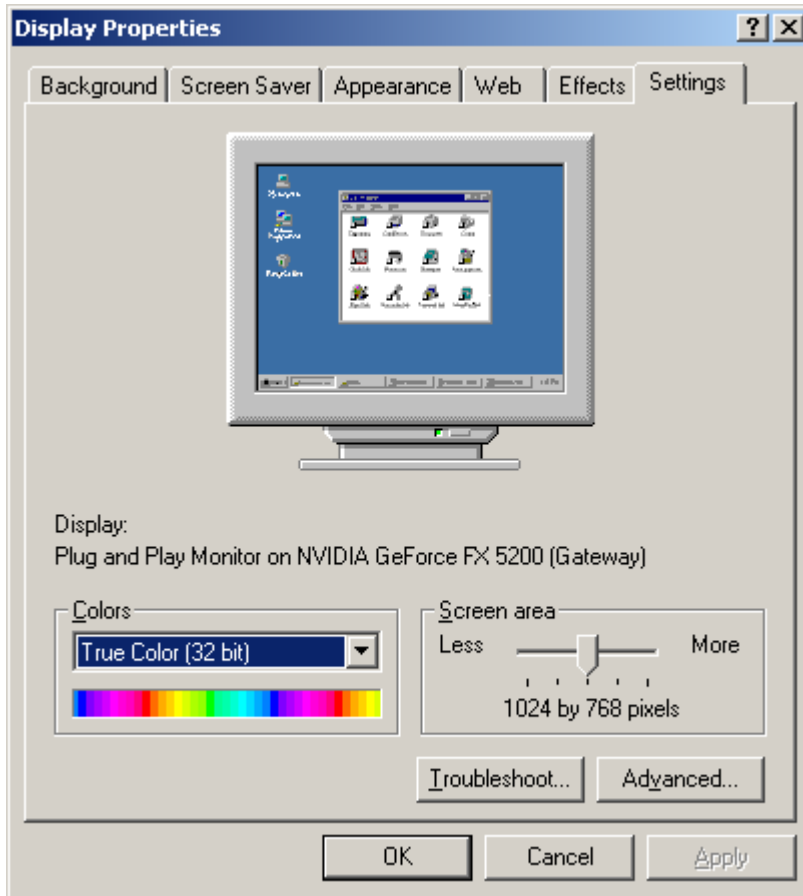 Display Properties
Background Screen Saver Appearance Web Effects Settings
Display:
Plug and Play Monitor on NVIDIA GeForce FX 5200 (Gateway)
Colors
True Color (32 bit)
Screen area
Less More
1024 by 768 pixels
Troubleshoot... Advanced...
OK Cancel Apply